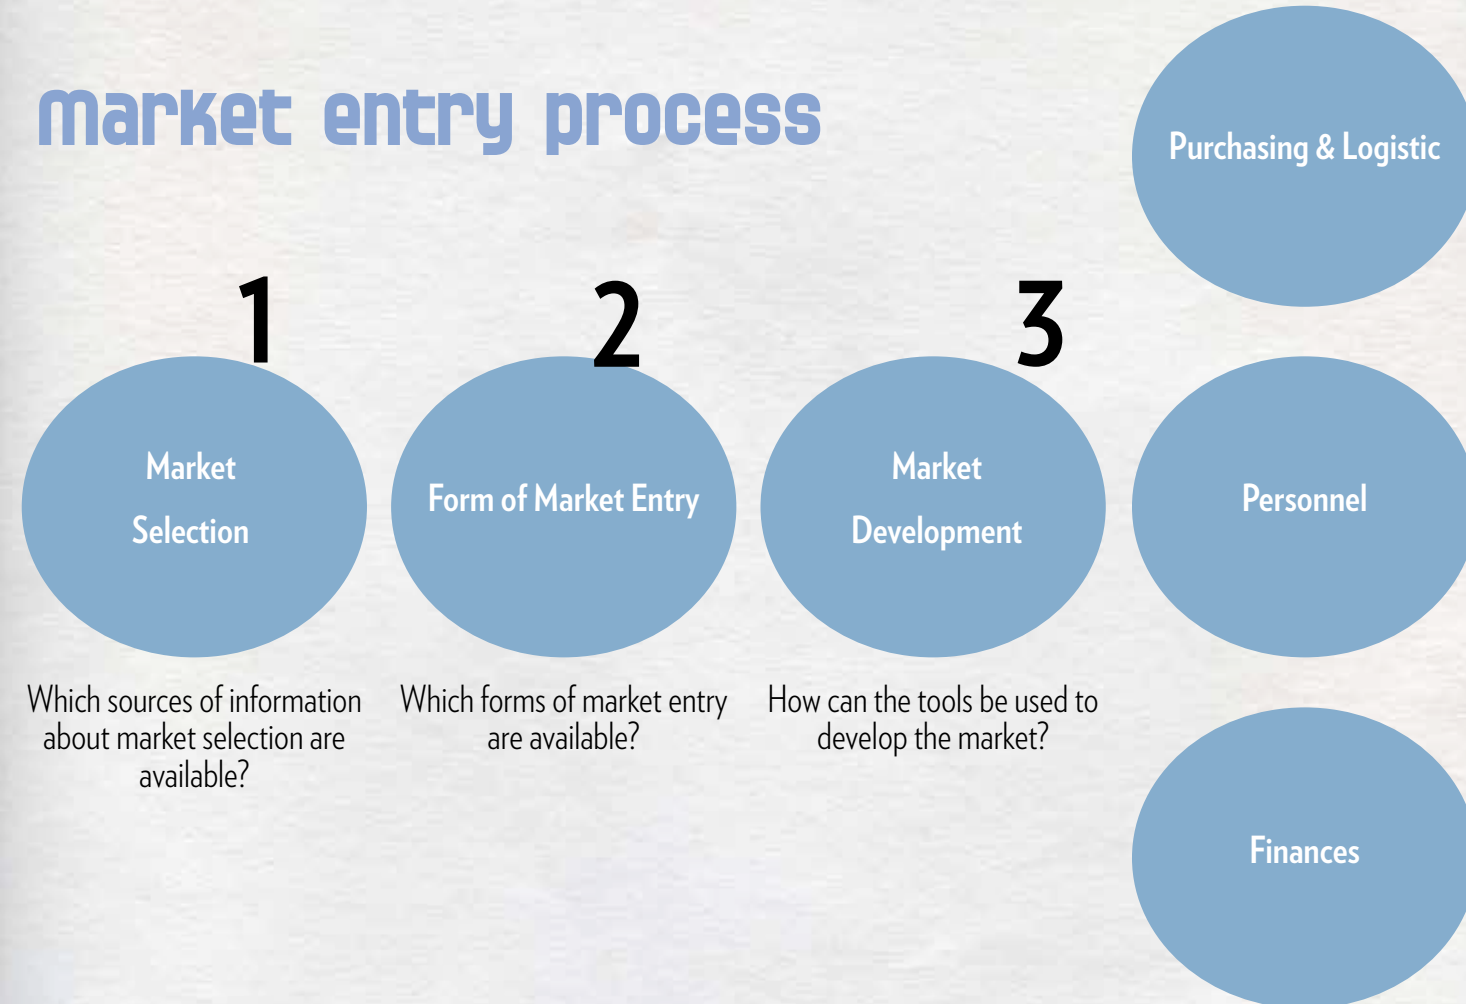 market entry process
Purchasing & Logistic
1
2
3
Market
Selection
Form of Market Entry
Market
Development
Personnel
Which sources of information
about market selection are
available?
Which forms of market entry
are available?
How can the tools be used to
develop the market?
Finances